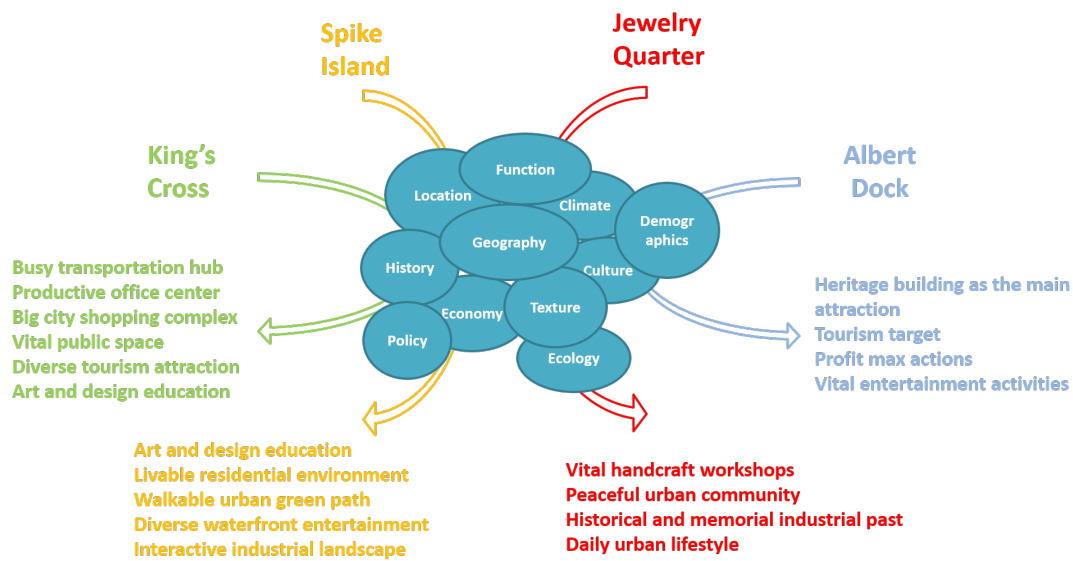 Spike
Island
Jewelry
Quarter
King's
Cross
Albert
Dock
Function
Location
Climate
Demogr
aphics
Geography
History
Culture
Economy
Texture
Policy
Ecology
Busy transportation hub
Productive office center
Big city shopping complex
Vital public space
Diverse tourism attraction
Art and design education
Heritage building as the main
attraction
Tourism target
Profit max actions
Vital entertainment activities
Art and design education
Livable residential environment
Walkable urban green path
Diverse waterfront entertainment
Interactive industrial landscape
Vital handcraft workshops
Peaceful urban community
Historical and memorial industrial past
Daily urban lifestyle